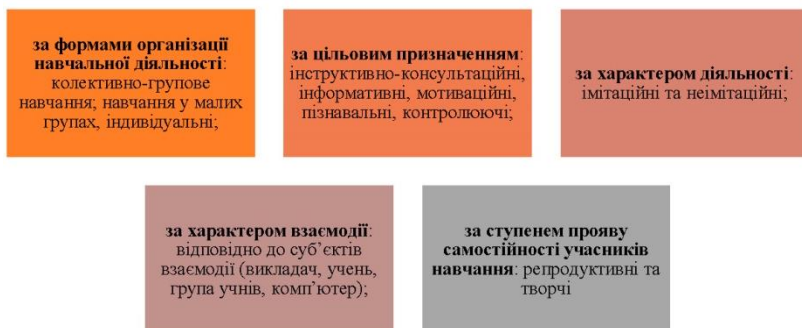 за формами організації
навчальної діяльності:
колективно-групове
навчання; навчання у малих
групах, індивідуальні;
за цільовим призначенням:
інструктивно-консультаційні,
інформативні, мотиваційні,
пізнавальні, контролюючі;
за характером діяльності:
імітаційні та неімітаційні;
за характером взаємодії:
відповідно до суб’єктів
взаємодії (викладач, учень,
група учнів, комп’ютер);
за ступенем прояву
самостійності учасників
навчання: репродуктивні та
творчі